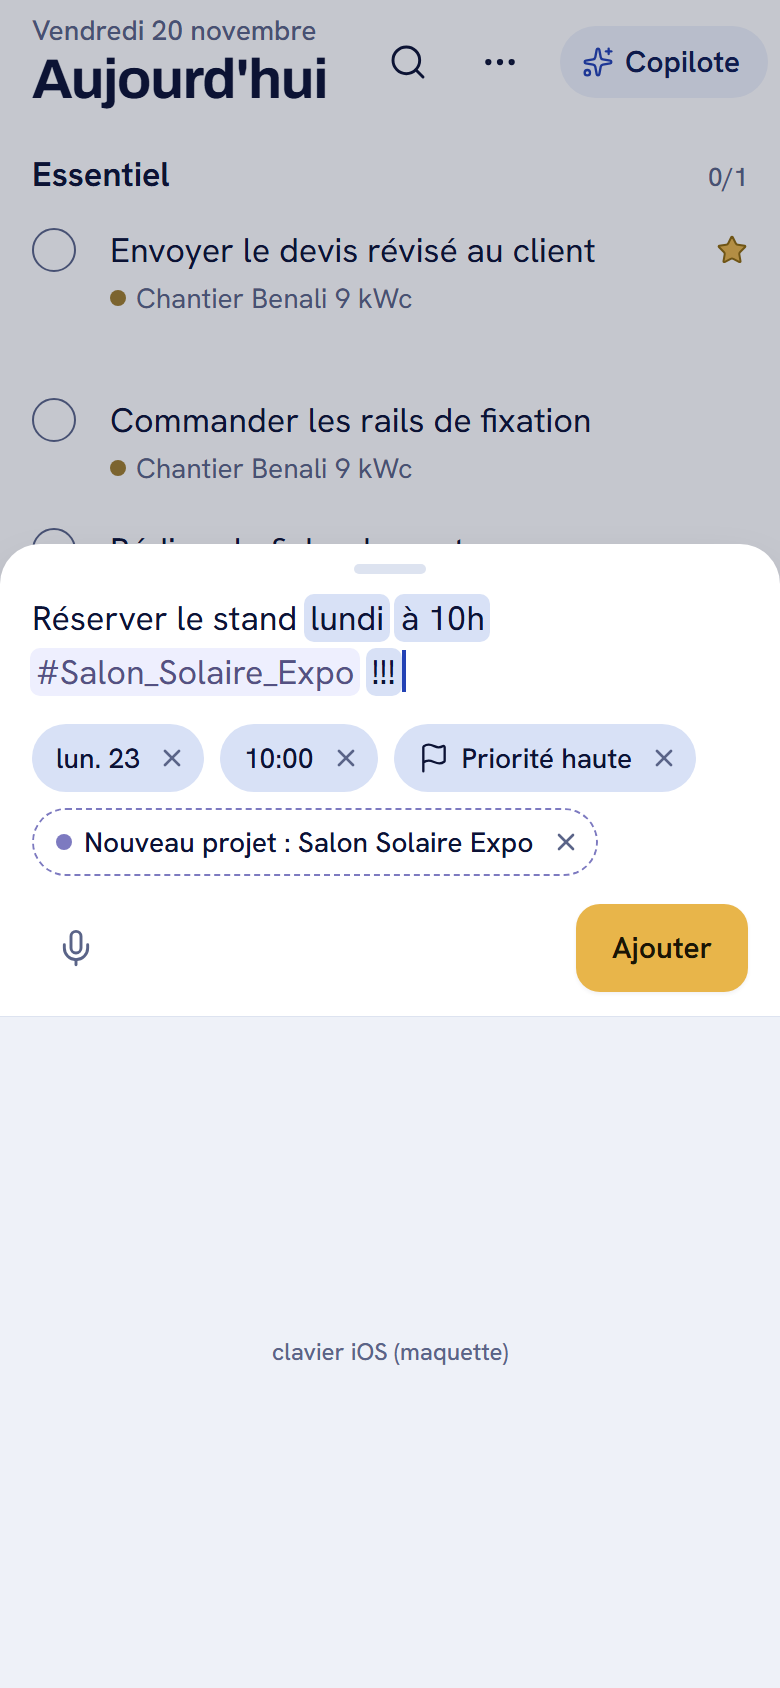 Vendredi 20 novembre
Aujourd'hui
Copilote
Essentiel
0/1
Envoyer le devis révisé au client
Chantier Benali 9 kWc
Commander les rails de fixation
Chantier Benali 9 kWc
Réserver le stand lundi à 10h
#Salon_Solaire_Expo !!!
lun. 23
10:00
Priorité haute
Nouveau projet : Salon Solaire Expo
Ajouter
clavier iOS (maquette)